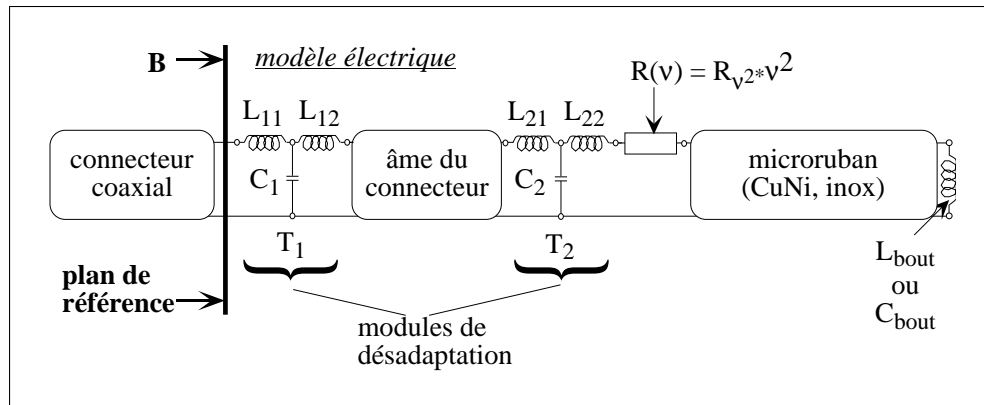 B
modèle électrique
R(ν) = Rν2*ν2
L11 L12
L21 L22
connecteur
coaxial
C1
âme du
connecteur
C2
microruban
(CuNi, inox)
T1
T2
plan de
référence
Lbout
ou
Cbout
modules de
désadaptation